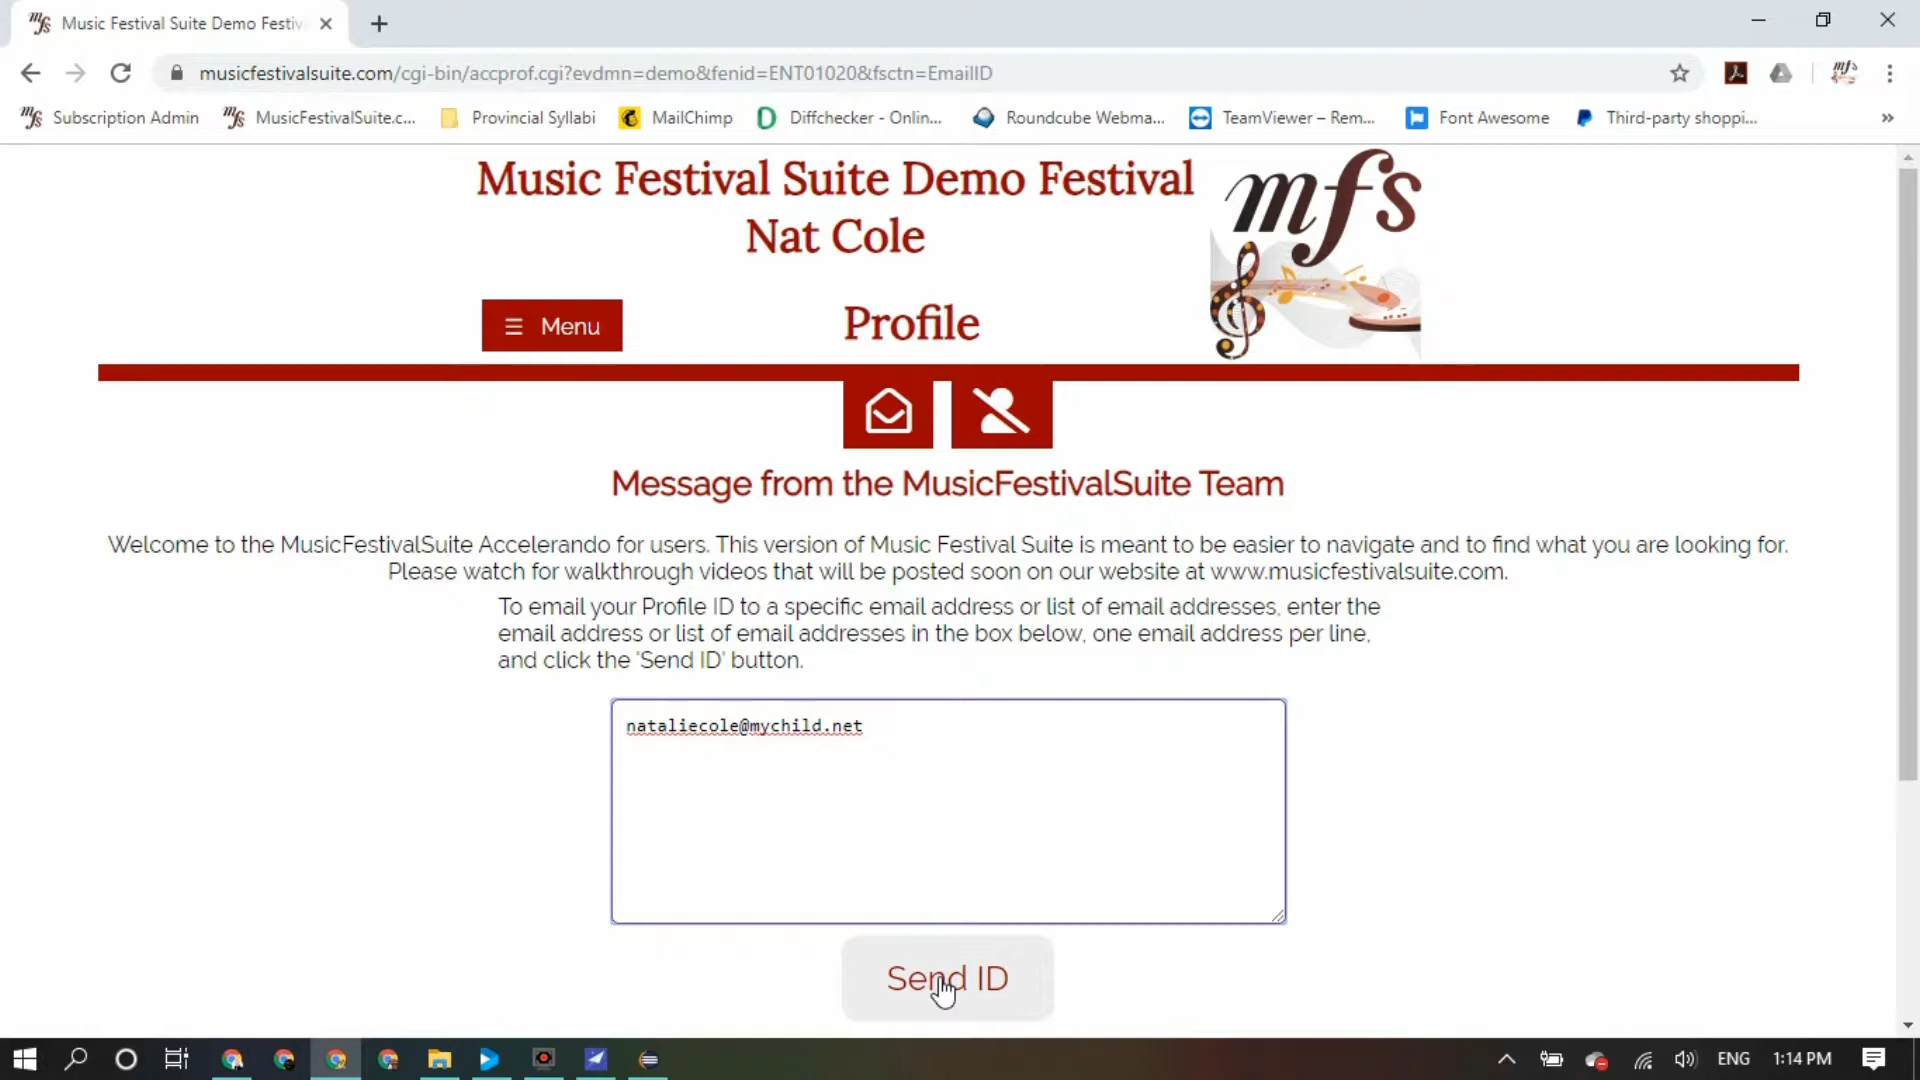 mfs Music Festival Suite Demo Festiv
musicfestivalsuite.com/cgi-bin/accprof.cgi?evdmn=demo&fenid=ENT01020&fsctn=EmailID
mfs
mfs Subscription Admin mfs MusicFestivalSuite.c... Provincial Syllabi MailChimp Diffchecker - Onlin... Roundcube Webma... TeamViewer – Rem... Font Awesome Third-party shoppi... »
Music Festival Suite Demo Festival
Nat Cole
mfs
☰ Menu
Profile
Message from the MusicFestivalSuite Team
Welcome to the MusicFestivalSuite Accelerando for users. This version of Music Festival Suite is meant to be easier to navigate and to find what you are looking for.
Please watch for walkthrough videos that will be posted soon on our website at www.musicfestivalsuite.com.
To email your Profile ID to a specific email address or list of email addresses, enter the
email address or list of email addresses in the box below, one email address per line,
and click the 'Send ID' button.
nataliecole@mychild.net
Send ID
ENG 1:14 PM